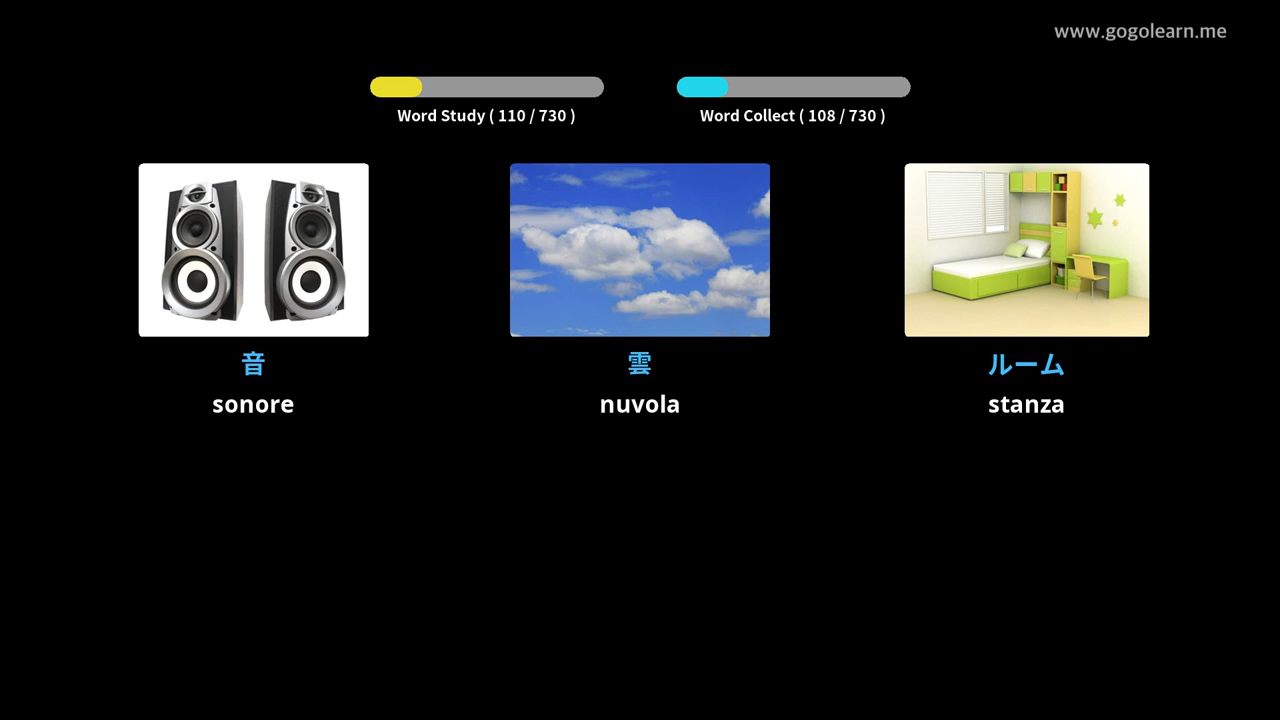 www.gogolearn.me
Word Study ( 110 / 730 )
Word Collect ( 108 / 730 )
音
sonore
雲
nuvola
ルーム
stanza